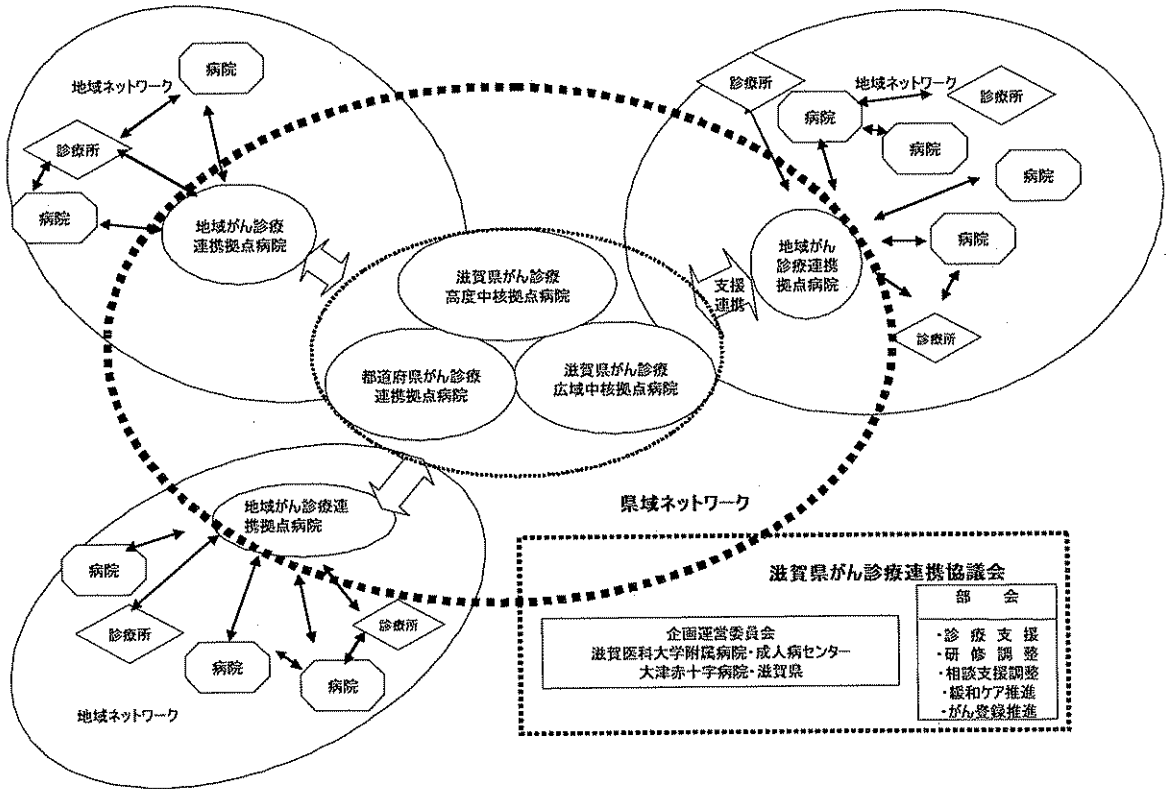 地域ネットワーク
病院
診療所
病院
地域がん診療
連携拠点病院
診療所
地域ネットワーク
病院
診療所
病院
病院
病院
診療所
地域がん
診療連携
拠点病院
支援
連携
滋賀県がん診療
高度中核拠点病院
都道府県がん診療
連携拠点病院
滋賀県がん診療
広域中核拠点病院
地域がん診療連
携拠点病院
病院
診療所
病院
病院
診療所
地域ネットワーク
県域ネットワーク
滋賀県がん診療連携協議会
企画運営委員会
滋賀医科大学附属病院・成人病センター
大津赤十字病院・滋賀県
部 会
・診 療 支 援
・研 修 調 整
・相談支援調整
・緩和ケア推進
・がん登録推進